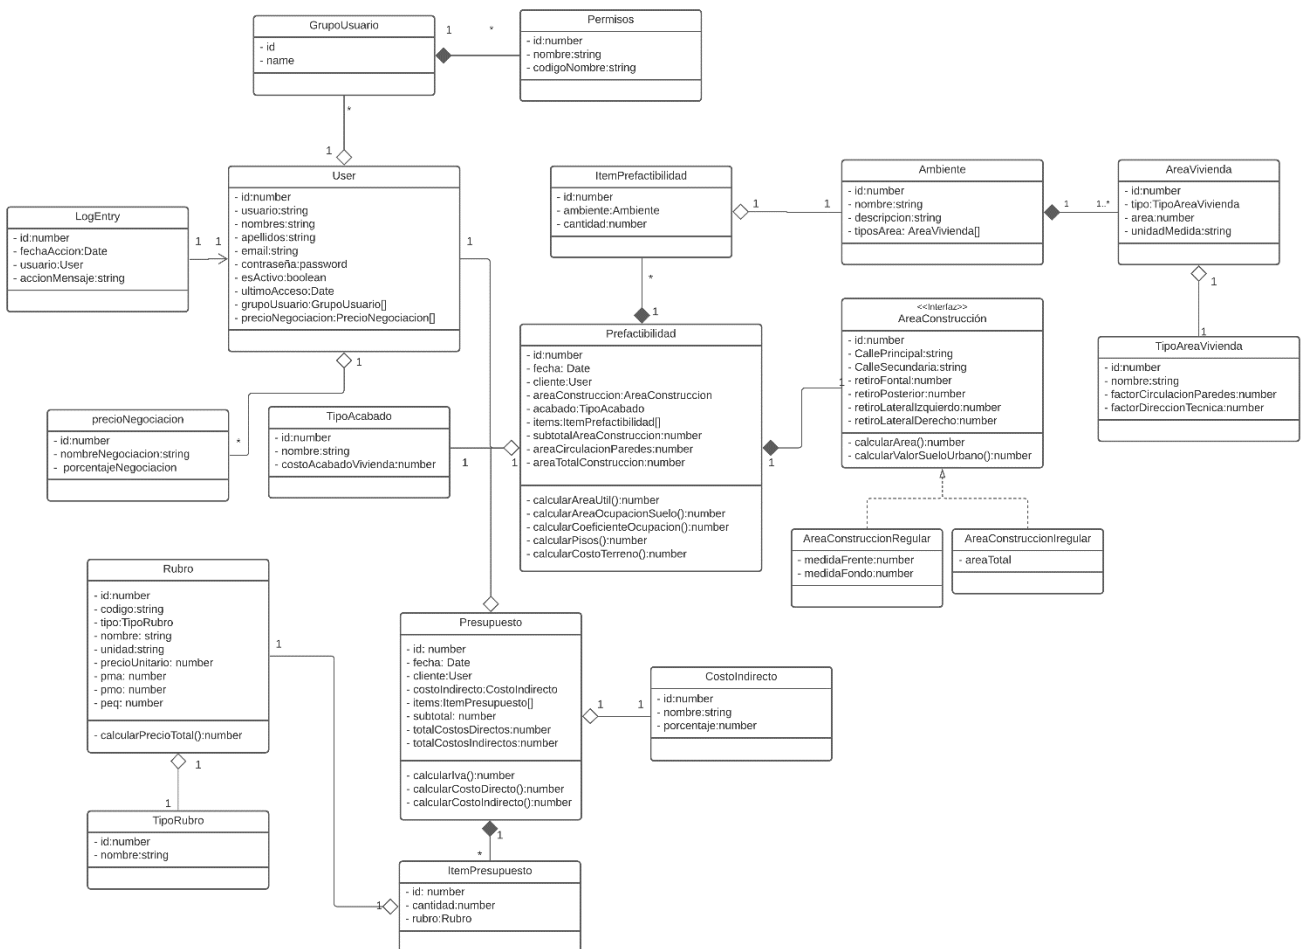 GrupoUsuario
- id
- name
1
*
Permisos
- id:number
- nombre:string
- codigoNombre:string
*
1
User
- id:number
- usuario:string
- nombres:string
- apellidos:string
- email:string
- contraseña:password
- esActivo:boolean
- ultimoAcceso:Date
- grupoUsuario:GrupoUsuario[]
- precioNegociacion:PrecioNegociacion[]
LogEntry
- id:number
- fechaAccion:Date
- usuario:User
- accionMensaje:string
1
1
1
1
*
precioNegociacion
- id:number
- nombreNegociacion:string
- porcentajeNegociacion
TipoAcabado
- id:number
- nombre:string
- costoAcabadoVivienda:number
1
1
ItemPrefactibilidad
- id:number
- ambiente:Ambiente
- cantidad:number
1
1
Ambiente
- id:number
- nombre:string
- descripcion:string
- tiposArea: AreaVivienda[]
1
1..*
AreaVivienda
- id:number
- tipo:TipoAreaVivienda
- area:number
- unidadMedida:string
1
1
TipoAreaVivienda
- id:number
- nombre:string
- factorCirculacionParedes:number
- factorDireccionTecnica:number
*
1
Prefactibilidad
- id:number
- fecha: Date
- cliente:User
- areaConstruccion:AreaConstruccion
- acabado:TipoAcabado
- items:ItemPrefactibilidad[]
- subtotalAreaConstruccion:number
- areaCirculacionParedes:number
- areaTotalConstruccion:number
- calcularAreaUtil():number
- calcularAreaOcupacionSuelo():number
- calcularCoeficienteOcupacion():number
- calcularPisos():number
- calcularCostoTerreno():number
1
1
<<Interfaz>>
AreaConstrucción
- id:number
- CallePrincipal:string
- CalleSecundaria:string
- retiroFontal:number
- retiroPosterior:number
- retiroLateralIzquierdo:number
- retiroLateralDerecho:number
- calcularArea():number
- calcularValorSueloUrbano():number
AreaConstruccionRegular
- medidaFrente:number
- medidaFondo:number
AreaConstruccionIregular
- areaTotal
Rubro
- id:number
- codigo:string
- tipo:TipoRubro
- nombre: string
- unidad:string
- precioUnitario: number
- pma: number
- pmo: number
- peq: number
- calcularPrecioTotal():number
1
1
1
TipoRubro
- id:number
- nombre:string
Presupuesto
- id: number
- fecha: Date
- cliente:User
- costoIndirecto:CostoIndirecto
- items:ItemPresupuesto[]
- subtotal: number
- totalCostosDirectos:number
- totalCostosIndirectos:number
- calcularIva():number
- calcularCostoDirecto():number
- calcularCostoIndirecto():number
1
1
CostoIndirecto
- id:number
- nombre:string
- porcentaje:number
1
*
ItemPresupuesto
- id: number
- cantidad:number
- rubro:Rubro
1